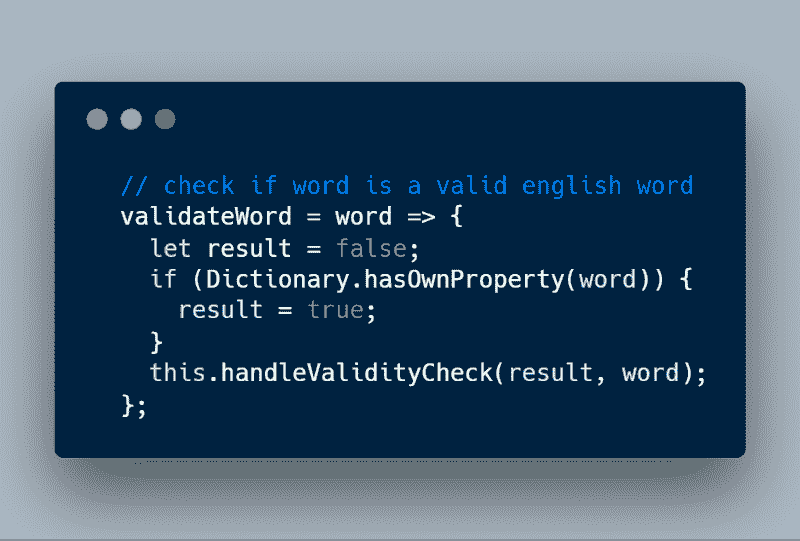 // check if word is a valid english word
validateWord = word => {
  let result = false;
  if (Dictionary.hasOwnProperty(word)) {
    result = true;
  }
  this.handleValidityCheck(result, word);
};